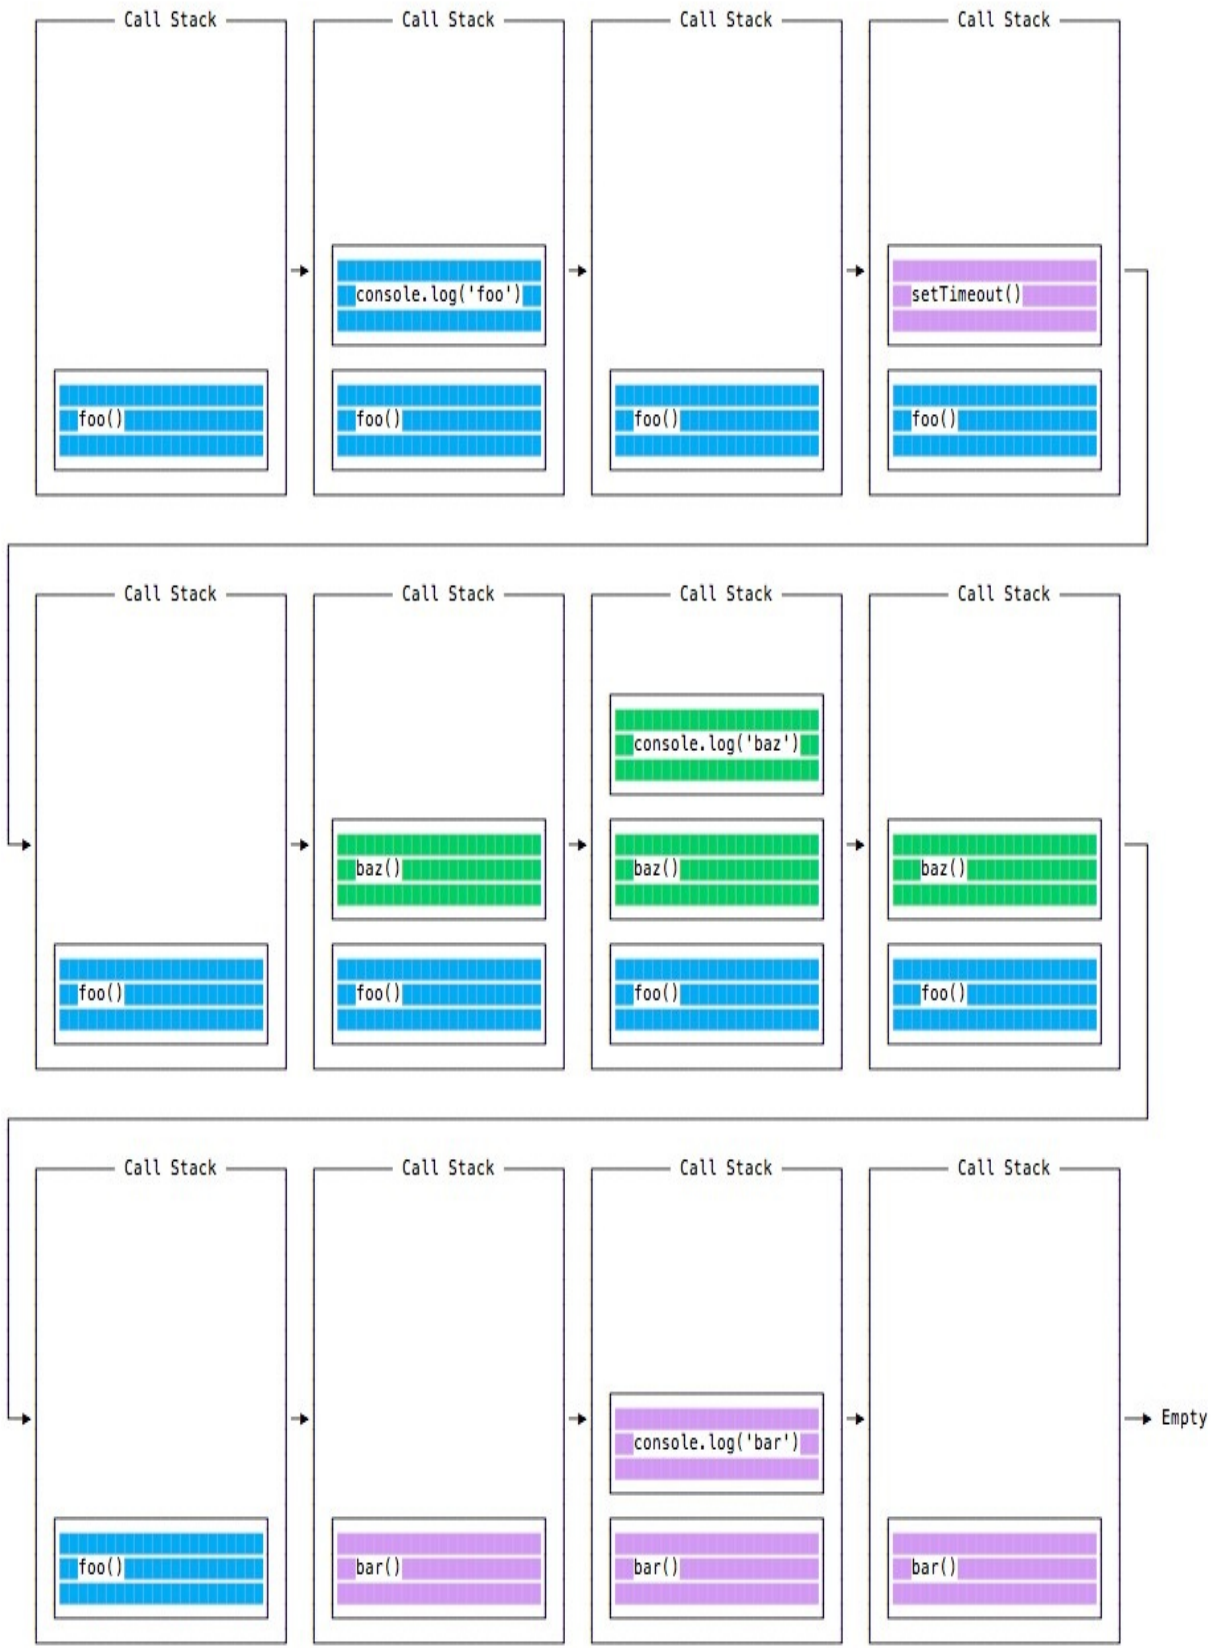 Call Stack
Call Stack
Call Stack
Call Stack
console.log('foo')
setTimeout()
foo()
foo()
foo()
foo()
Call Stack
Call Stack
Call Stack
Call Stack
console.log('baz')
baz()
baz()
baz()
foo()
foo()
foo()
foo()
Call Stack
Call Stack
Call Stack
Call Stack
Empty
console.log('bar')
foo()
bar()
bar()
bar()